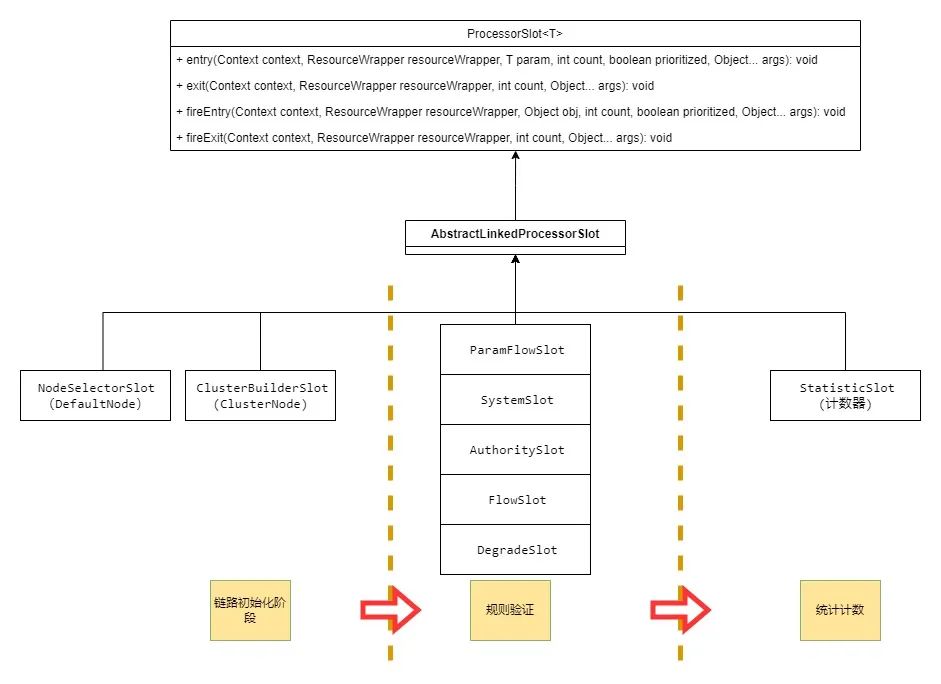 ProcessorSlot<T>
+ entry(Context context, ResourceWrapper resourceWrapper, T param, int count, boolean prioritized, Object... args): void
+ exit(Context context, ResourceWrapper resourceWrapper, int count, Object... args): void
+ fireEntry(Context context, ResourceWrapper resourceWrapper, Object obj, int count, boolean prioritized, Object... args): void
+ fireExit(Context context, ResourceWrapper resourceWrapper, int count, Object... args): void
AbstractLinkedProcessorSlot
NodeSelectorSlot
(DefaultNode)
ClusterBuilderSlot
(ClusterNode)
ParamFlowSlot
SystemSlot
AuthoritySlot
FlowSlot
DegradeSlot
StatisticSlot
(计数器)
链路初始化阶
段
规则验证
统计计数